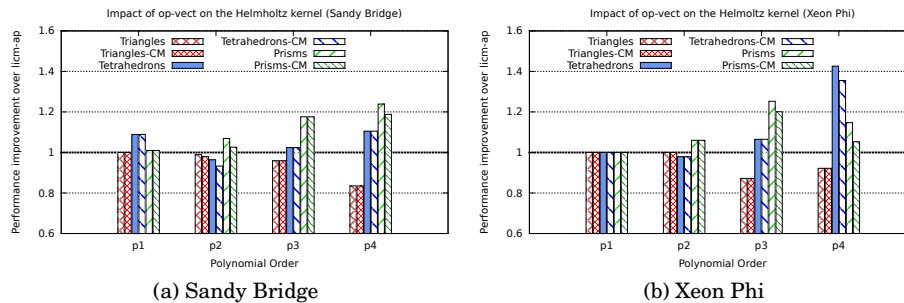 Impact of op-vect on the Helmholtz kernel (Sandy Bridge)
Performance improvement over licm-ap
1.6
1.4
1.2
1
0.8
0.6
Triangles
Triangles-CM
Tetrahedrons
Tetrahedrons-CM
Prisms
Prisms-CM
p1 p2 p3 p4
Polynomial Order
(a) Sandy Bridge
Impact of op-vect on the Helmoltz kernel (Xeon Phi)
Performance improvement over licm-ap
1.6
1.4
1.2
1
0.8
0.6
Triangles
Triangles-CM
Tetrahedrons
Tetrahedrons-CM
Prisms
Prisms-CM
p1 p2 p3 p4
Polynomial Order
(b) Xeon Phi